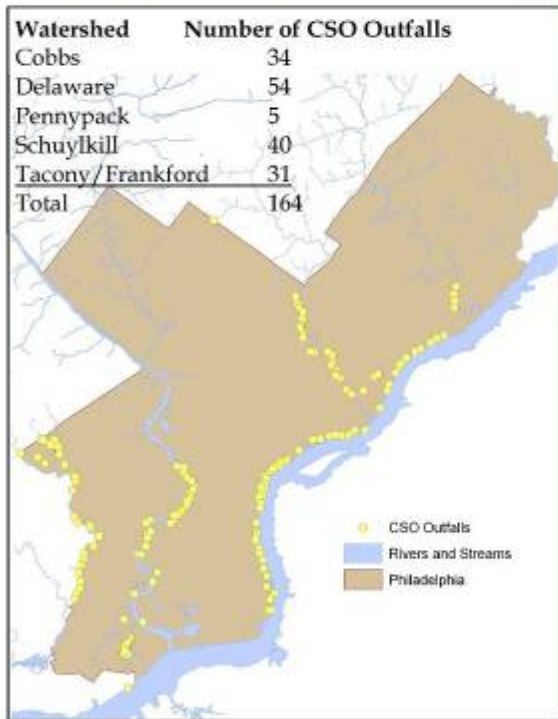 Watershed Number of CSO Outfalls
Cobbs 34
Delaware 54
Pennypack 5
Schuylkill 40
Tacony/Frankford 31
Total 164
CSO Outfalls
Rivers and Streams
Philadelphia